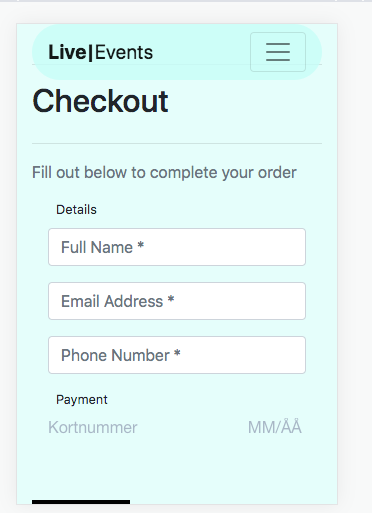 Live|Events
Checkout
Fill out below to complete your order
Details
Full Name *
Email Address *
Phone Number *
Payment
Kortnummer MM/ÅÅ